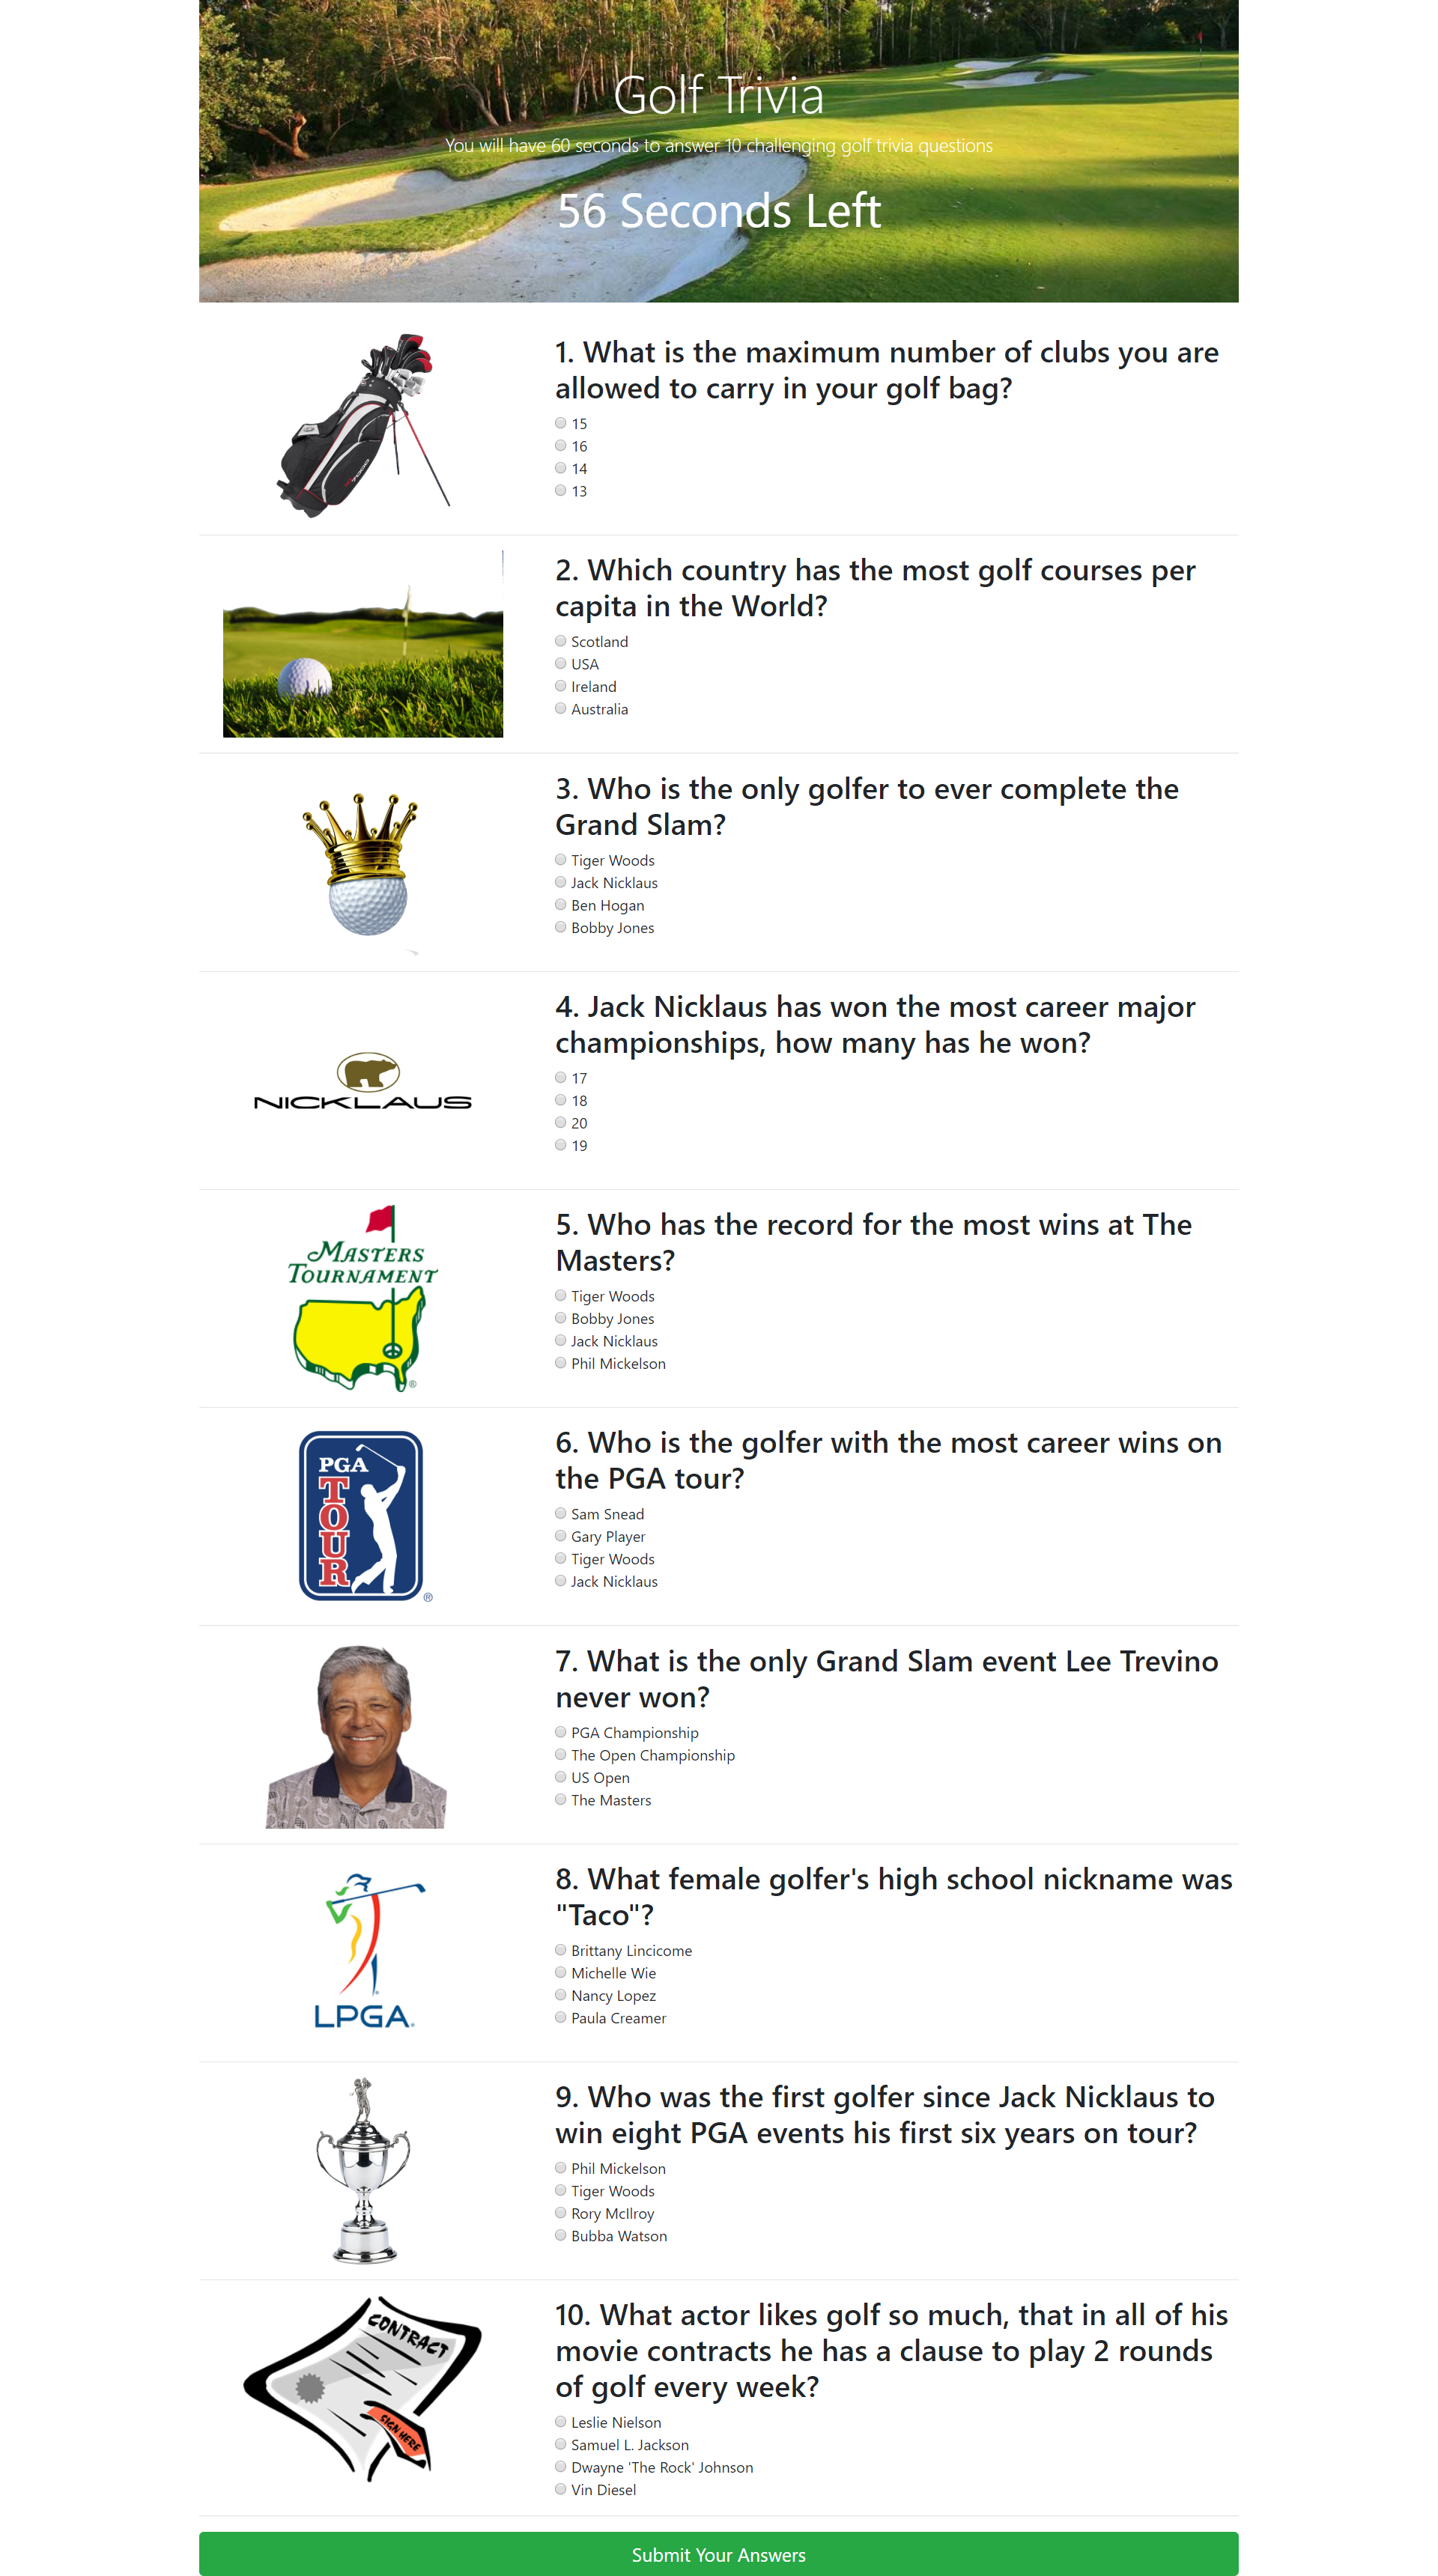 Golf Trivia
You will have 60 seconds to answer 10 challenging golf trivia questions
56 Seconds Left
1. What is the maximum number of clubs you are
allowed to carry in your golf bag?
15
16
14
13
2. Which country has the most golf courses per
capita in the World?
Scotland
USA
Ireland
Australia
3. Who is the only golfer to ever complete the
Grand Slam?
Tiger Woods
Jack Nicklaus
Ben Hogan
Bobby Jones
NICKLAUS
4. Jack Nicklaus has won the most career major
championships, how many has he won?
17
18
20
19
MASTERS
TOURNAMENT
®
5. Who has the record for the most wins at The
Masters?
Tiger Woods
Bobby Jones
Jack Nicklaus
Phil Mickelson
PGA
TOUR
®
6. Who is the golfer with the most career wins on
the PGA tour?
Sam Snead
Gary Player
Tiger Woods
Jack Nicklaus
7. What is the only Grand Slam event Lee Trevino
never won?
PGA Championship
The Open Championship
US Open
The Masters
LPGA
8. What female golfer's high school nickname was
"Taco"?
Brittany Lincicome
Michelle Wie
Nancy Lopez
Paula Creamer
9. Who was the first golfer since Jack Nicklaus to
win eight PGA events his first six years on tour?
Phil Mickelson
Tiger Woods
Rory McIlroy
Bubba Watson
CONTRACT
SIGN HERE
10. What actor likes golf so much, that in all of his
movie contracts he has a clause to play 2 rounds
of golf every week?
Leslie Nielson
Samuel L. Jackson
Dwayne 'The Rock' Johnson
Vin Diesel
Submit Your Answers